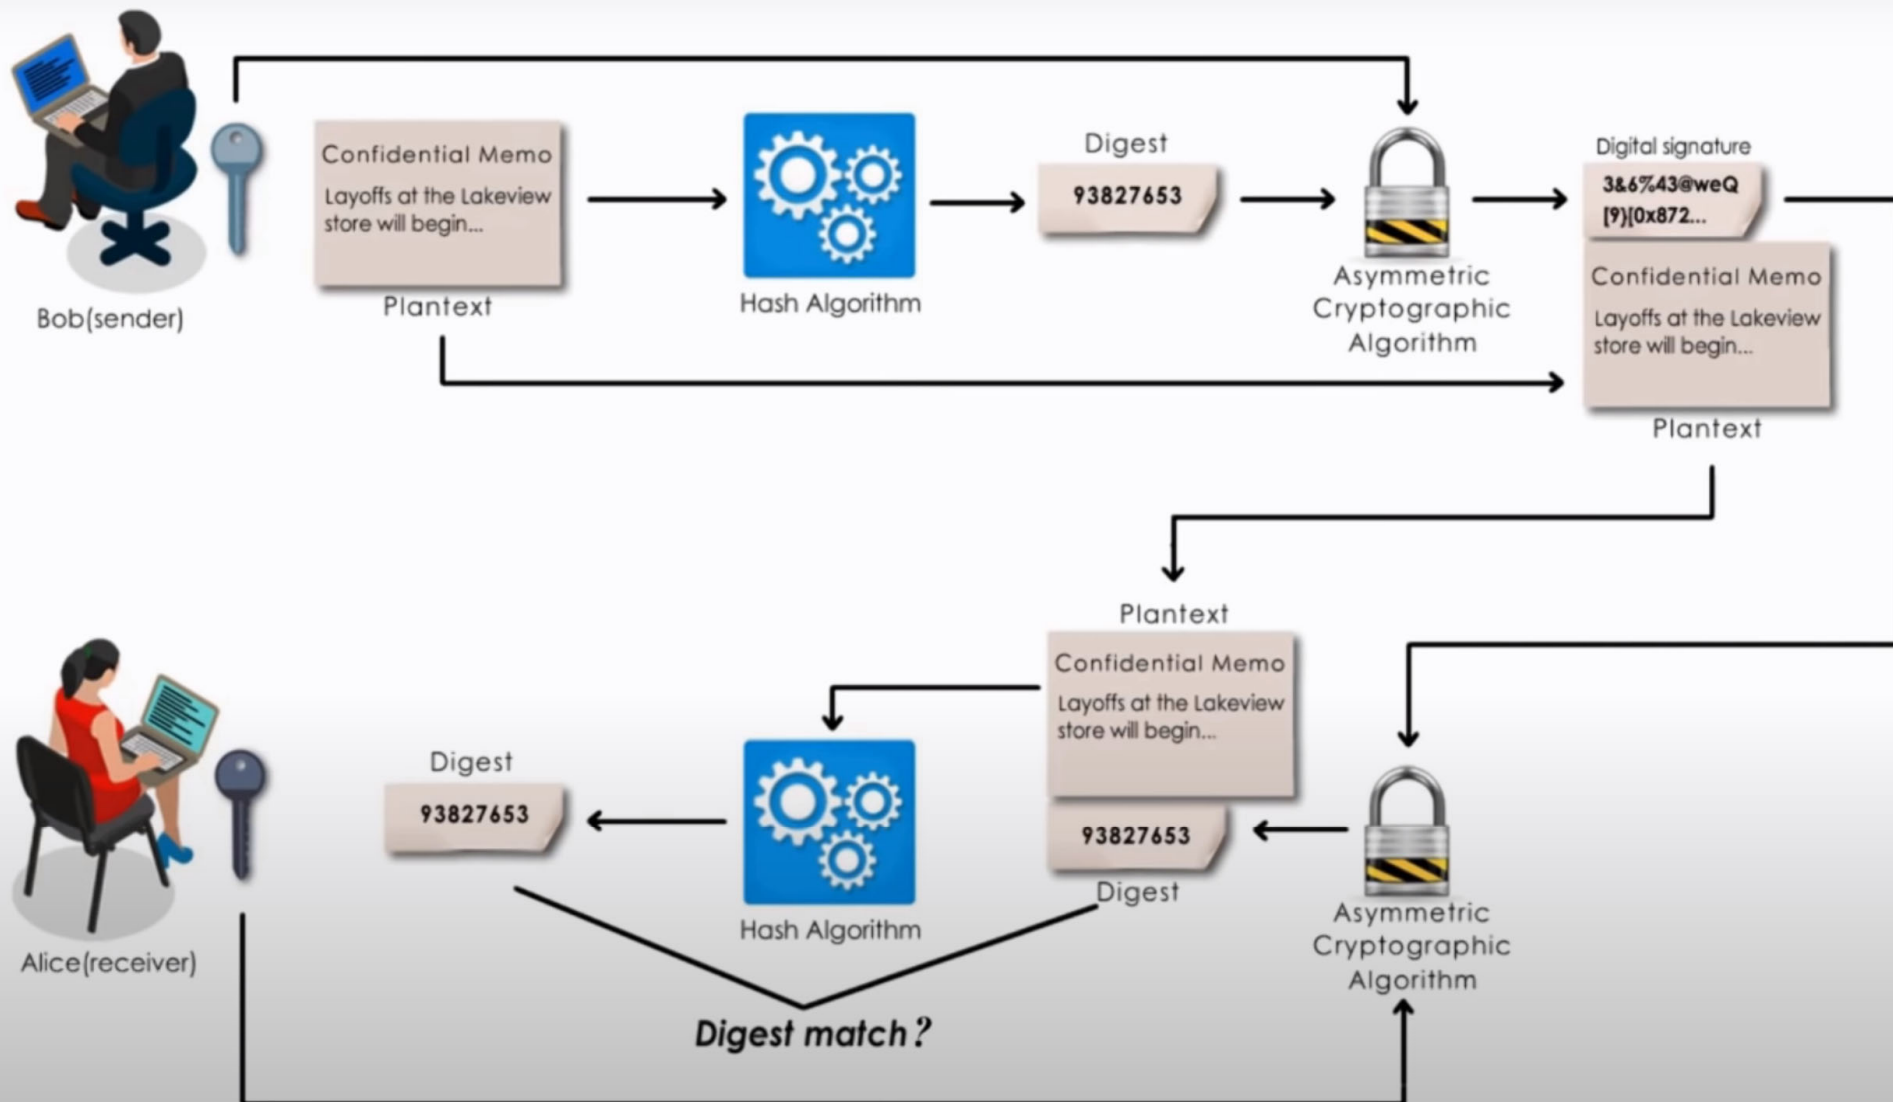 Bob(sender)
Confidential Memo
Layoffs at the Lakeview
store will begin...
Plantext
Hash Algorithm
Digest
93827653
Asymmetric
Cryptographic
Algorithm
Digital signature
3&6%43@weQ
[9}[0x872...
Confidential Memo
Layoffs at the Lakeview
store will begin...
Plantext
Plantext
Confidential Memo
Layoffs at the Lakeview
store will begin...
93827653
Digest
Asymmetric
Cryptographic
Algorithm
Hash Algorithm
Digest
93827653
Alice(receiver)
Digest match?